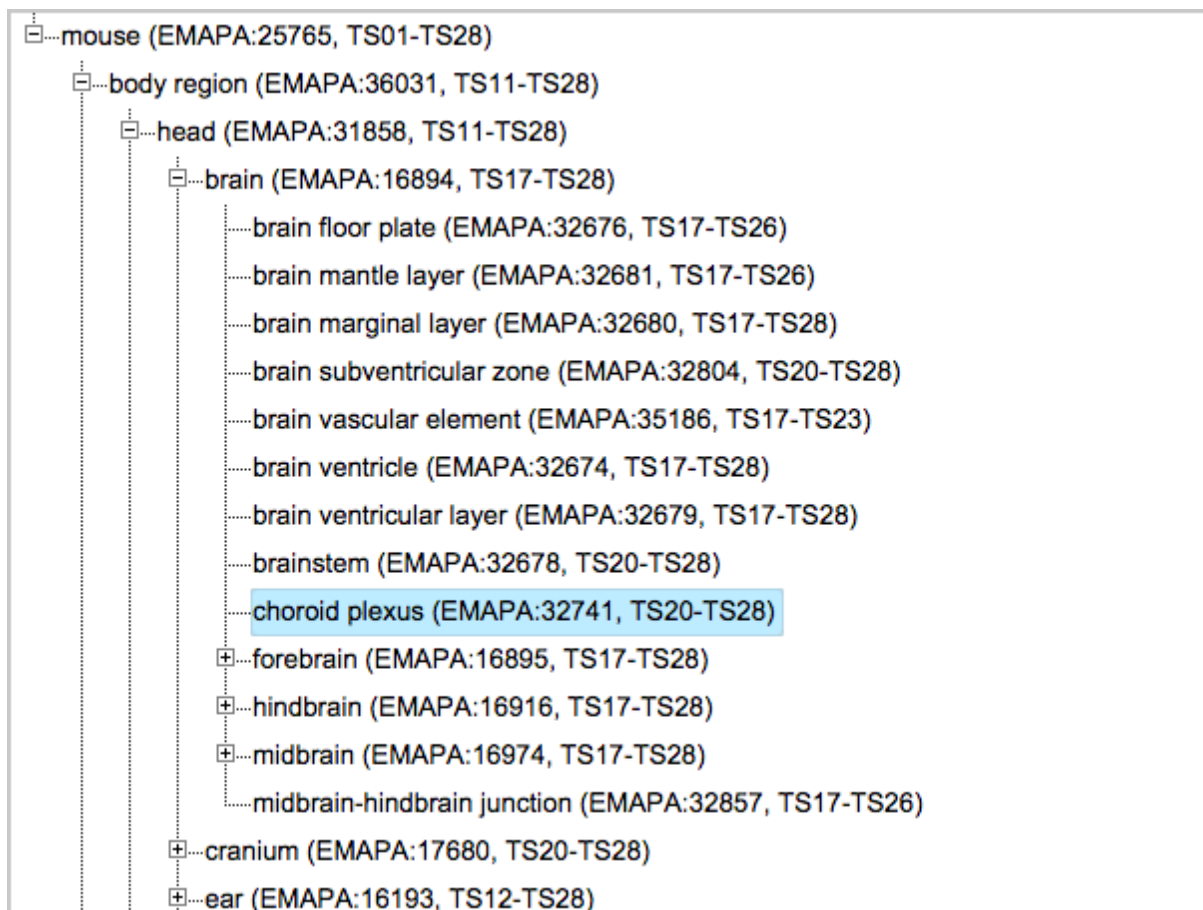 mouse (EMAPA:25765, TS01-TS28)
body region (EMAPA:36031, TS11-TS28)
head (EMAPA:31858, TS11-TS28)
brain (EMAPA:16894, TS17-TS28)
brain floor plate (EMAPA:32676, TS17-TS26)
brain mantle layer (EMAPA:32681, TS17-TS26)
brain marginal layer (EMAPA:32680, TS17-TS28)
brain subventricular zone (EMAPA:32804, TS20-TS28)
brain vascular element (EMAPA:35186, TS17-TS23)
brain ventricle (EMAPA:32674, TS17-TS28)
brain ventricular layer (EMAPA:32679, TS17-TS28)
brainstem (EMAPA:32678, TS20-TS28)
choroid plexus (EMAPA:32741, TS20-TS28)
forebrain (EMAPA:16895, TS17-TS28)
hindbrain (EMAPA:16916, TS17-TS28)
midbrain (EMAPA:16974, TS17-TS28)
midbrain-hindbrain junction (EMAPA:32857, TS17-TS26)
cranium (EMAPA:17680, TS20-TS28)
ear (EMAPA:16193, TS12-TS28)